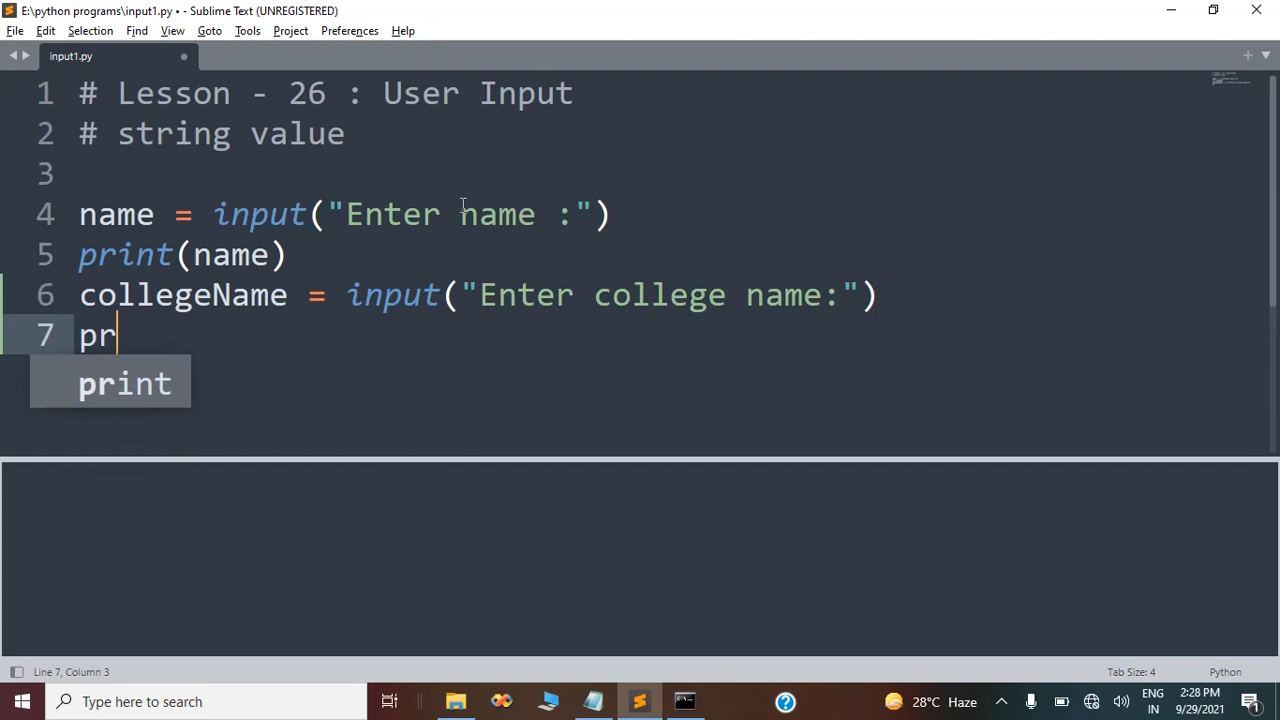 E:\python programs\input1.py • - Sublime Text (UNREGISTERED)
File Edit Selection Find View Goto Tools Project Preferences Help
input1.py
1 # Lesson - 26 : User Input
2 # string value
3
4 name = input("Enter name :")
5 print(name)
6 collegeName = input("Enter college name:")
7 pr
print
Line 7, Column 3 Tab Size: 4 Python
Type here to search 28°C Haze ENG 2:28 PM
IN 9/29/2021 1